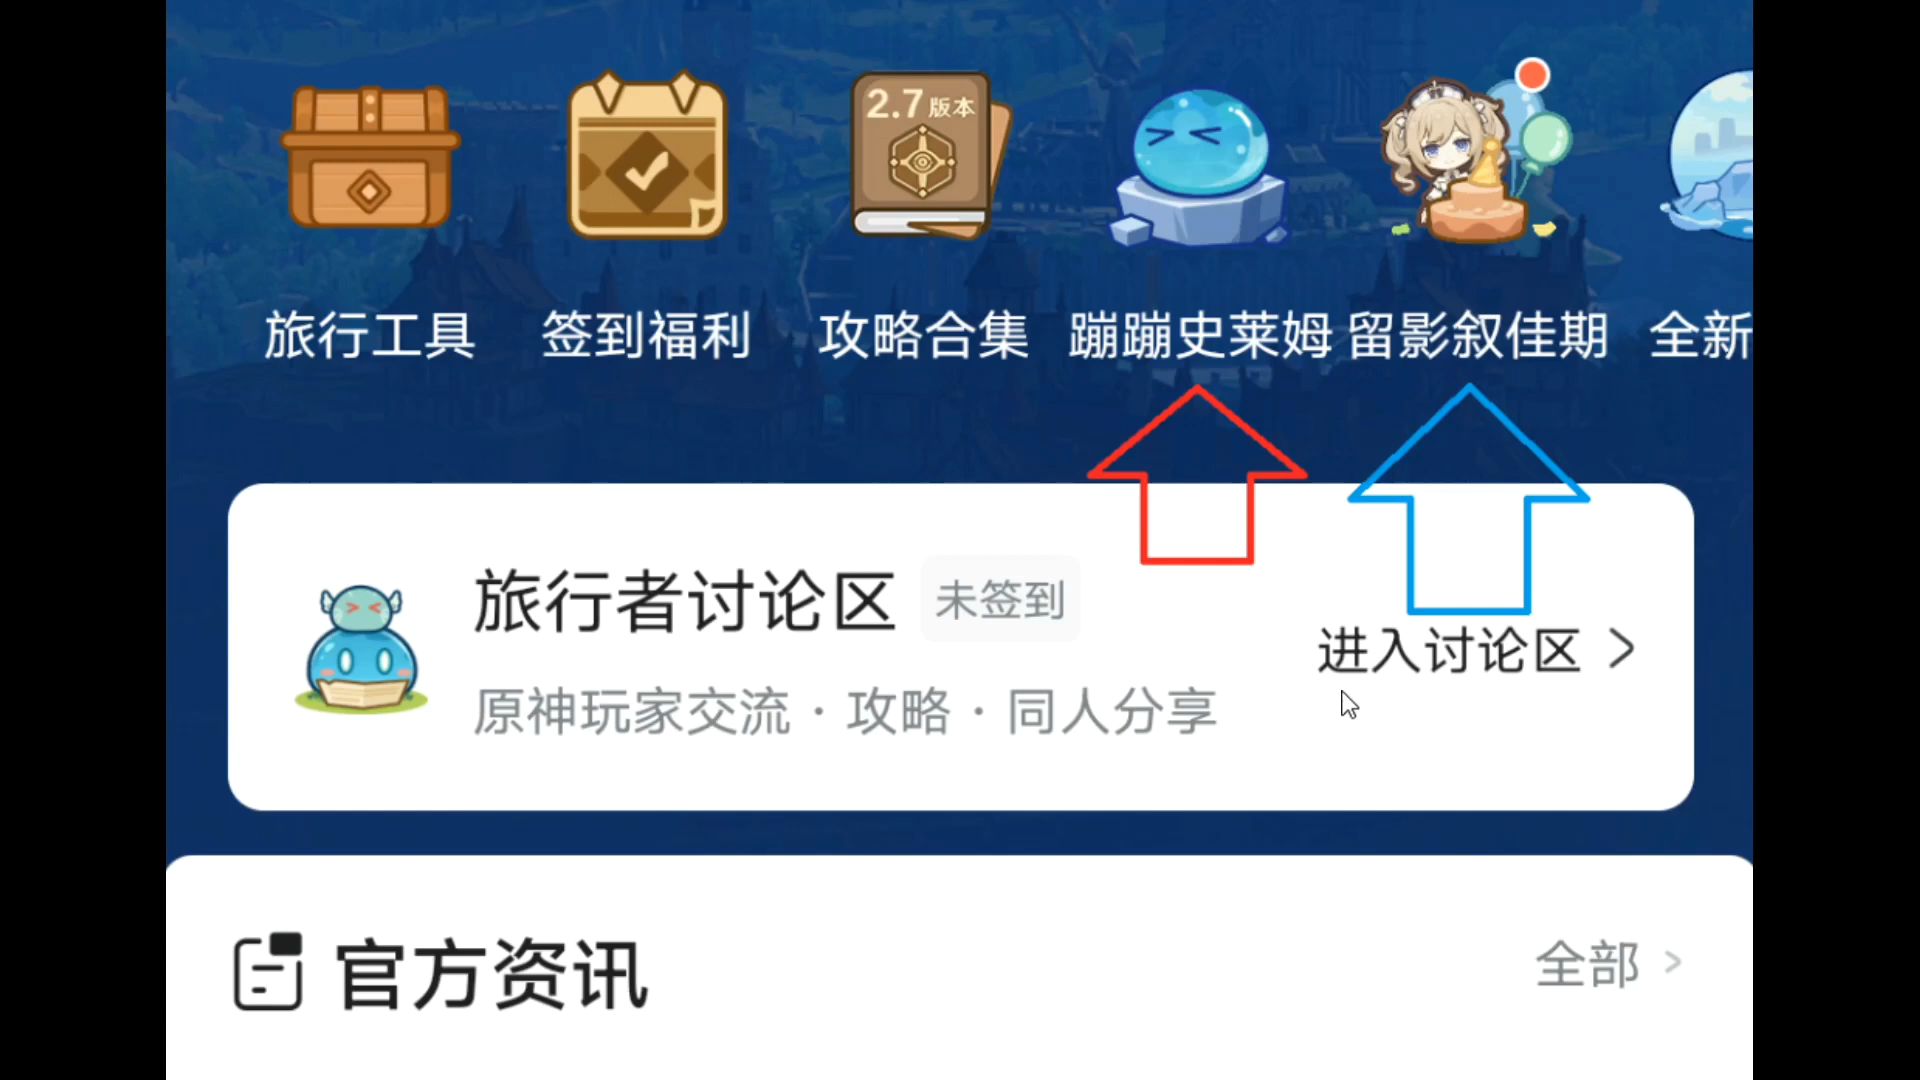 2.7版本
旅行工具
签到福利
攻略合集
蹦蹦史莱姆
留影叙佳期
全新
旅行者讨论区
未签到
进入讨论区
原神玩家交流·攻略·同人分享
官方资讯
全部